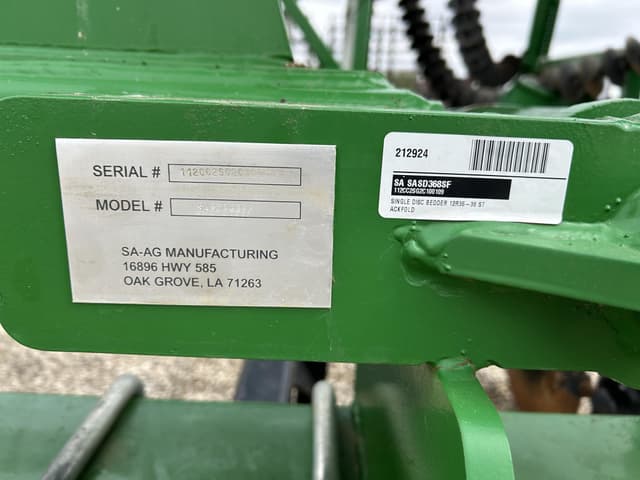 SERIAL #
MODEL #
SA-AG MANUFACTURING
16896 HWY 585
OAK GROVE, LA 71263
212924
SA SASD368SF
112CC25G2C100109
SINGLE DISC BEDDER 12R36-38 ST
ACKFOLD